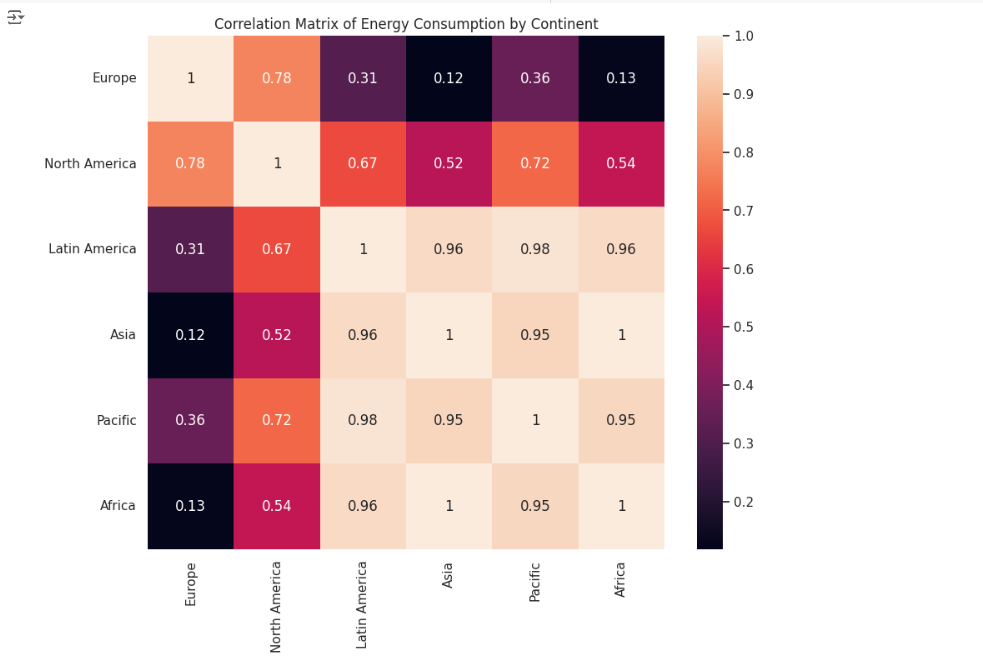 Correlation Matrix of Energy Consumption by Continent
Europe 1 0.78 0.31 0.12 0.36 0.13
North America 0.78 1 0.67 0.52 0.72 0.54
Latin America 0.31 0.67 1 0.96 0.98 0.96
Asia 0.12 0.52 0.96 1 0.95 1
Pacific 0.36 0.72 0.98 0.95 1 0.95
Africa 0.13 0.54 0.96 1 0.95 1
Europe
North America
Latin America
Asia
Pacific
Africa
1.0
0.9
0.8
0.7
0.6
0.5
0.4
0.3
0.2